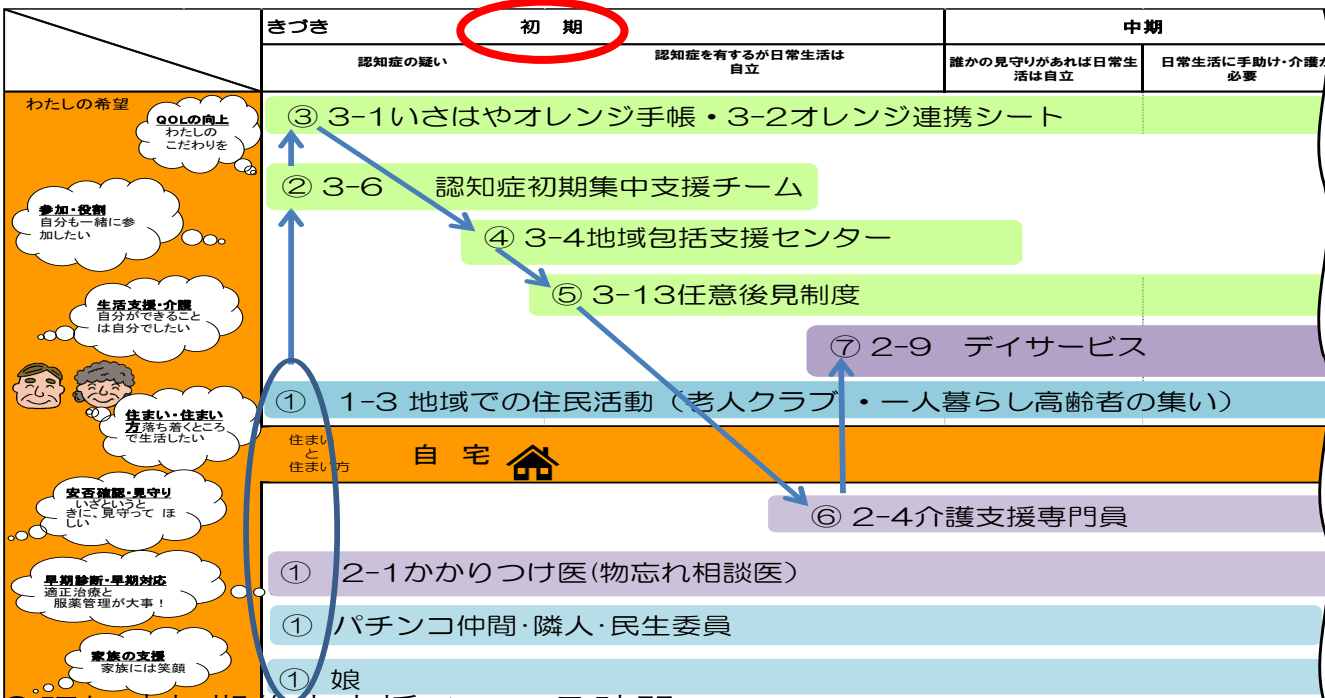 きづき
初 期
中期
認知症の疑い
認知症を有するが日常生活は
自立
誰かの見守りがあれば日常生
活は自立
日常生活に手助け・介護が
必要
わたしの希望
QOLの向上
わたしの
こだわりを
③ 3-1いさはやオレンジ手帳・3-2オレンジ連携シート
② 3-6 認知症初期集中支援チーム
参加・役割
自分も一緒に参
加したい
④ 3-4地域包括支援センター
⑤ 3-13任意後見制度
生活支援・介護
自分ができること
は自分でしたい
⑦ 2-9 デイサービス
① 1-3 地域での住民活動（老人クラブ ・一人暮らし高齢者の集い）
住まい・住まい
方落ち着くところ
で生活したい
住まい
と
住まい方
自 宅
安否確認・見守り
いざというと
きに、見守って ほ
しい
⑥ 2-4介護支援専門員
早期診断・早期対応
適正治療と
服薬管理が大事！
① 2-1かかりつけ医(物忘れ相談医）
① パチンコ仲間・隣人・民生委員
家族の支援
家族には笑顔
① 娘